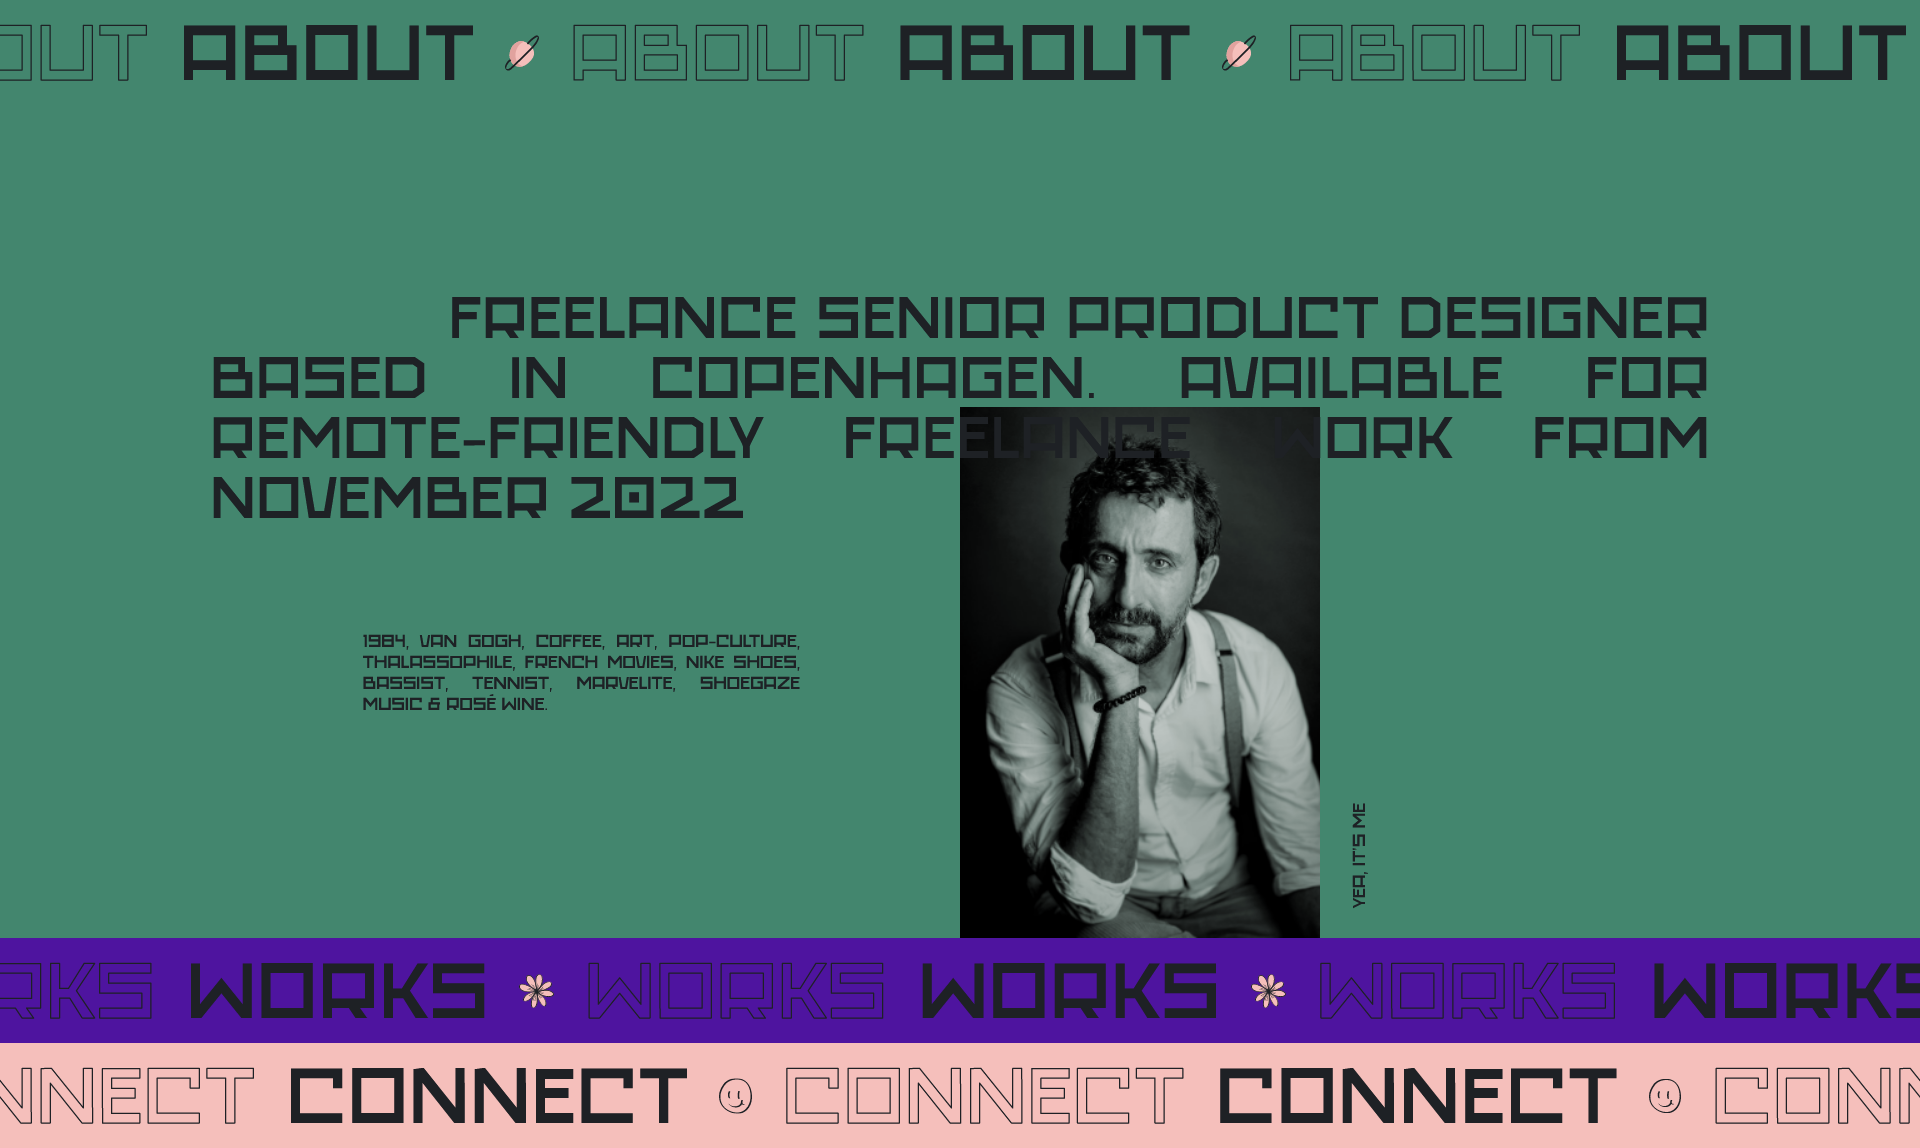 OUT ABOUT ABOUT ABOUT ABOUT ABOUT
FREELANCE SENIOR PRODUCT DESIGNER
BASED IN COPENHAGEN. AVAILABLE FOR
REMOTE-FRIENDLY FREELANCE WORK FROM
NOVEMBER 2022
1984, VAN GOGH, COFFEE, ART, POP-CULTURE,
THALASSOPHILE, FRENCH MOVIES, NIKE SHOES,
BASSIST, TENNIST, MARVELITE, SHOEGAZE
MUSIC & ROSÉ WINE.
YEA, IT'S ME
RKS WORKS WORKS WORKS WORKS WORKS
NNECT CONNECT CONNECT CONNECT CONN